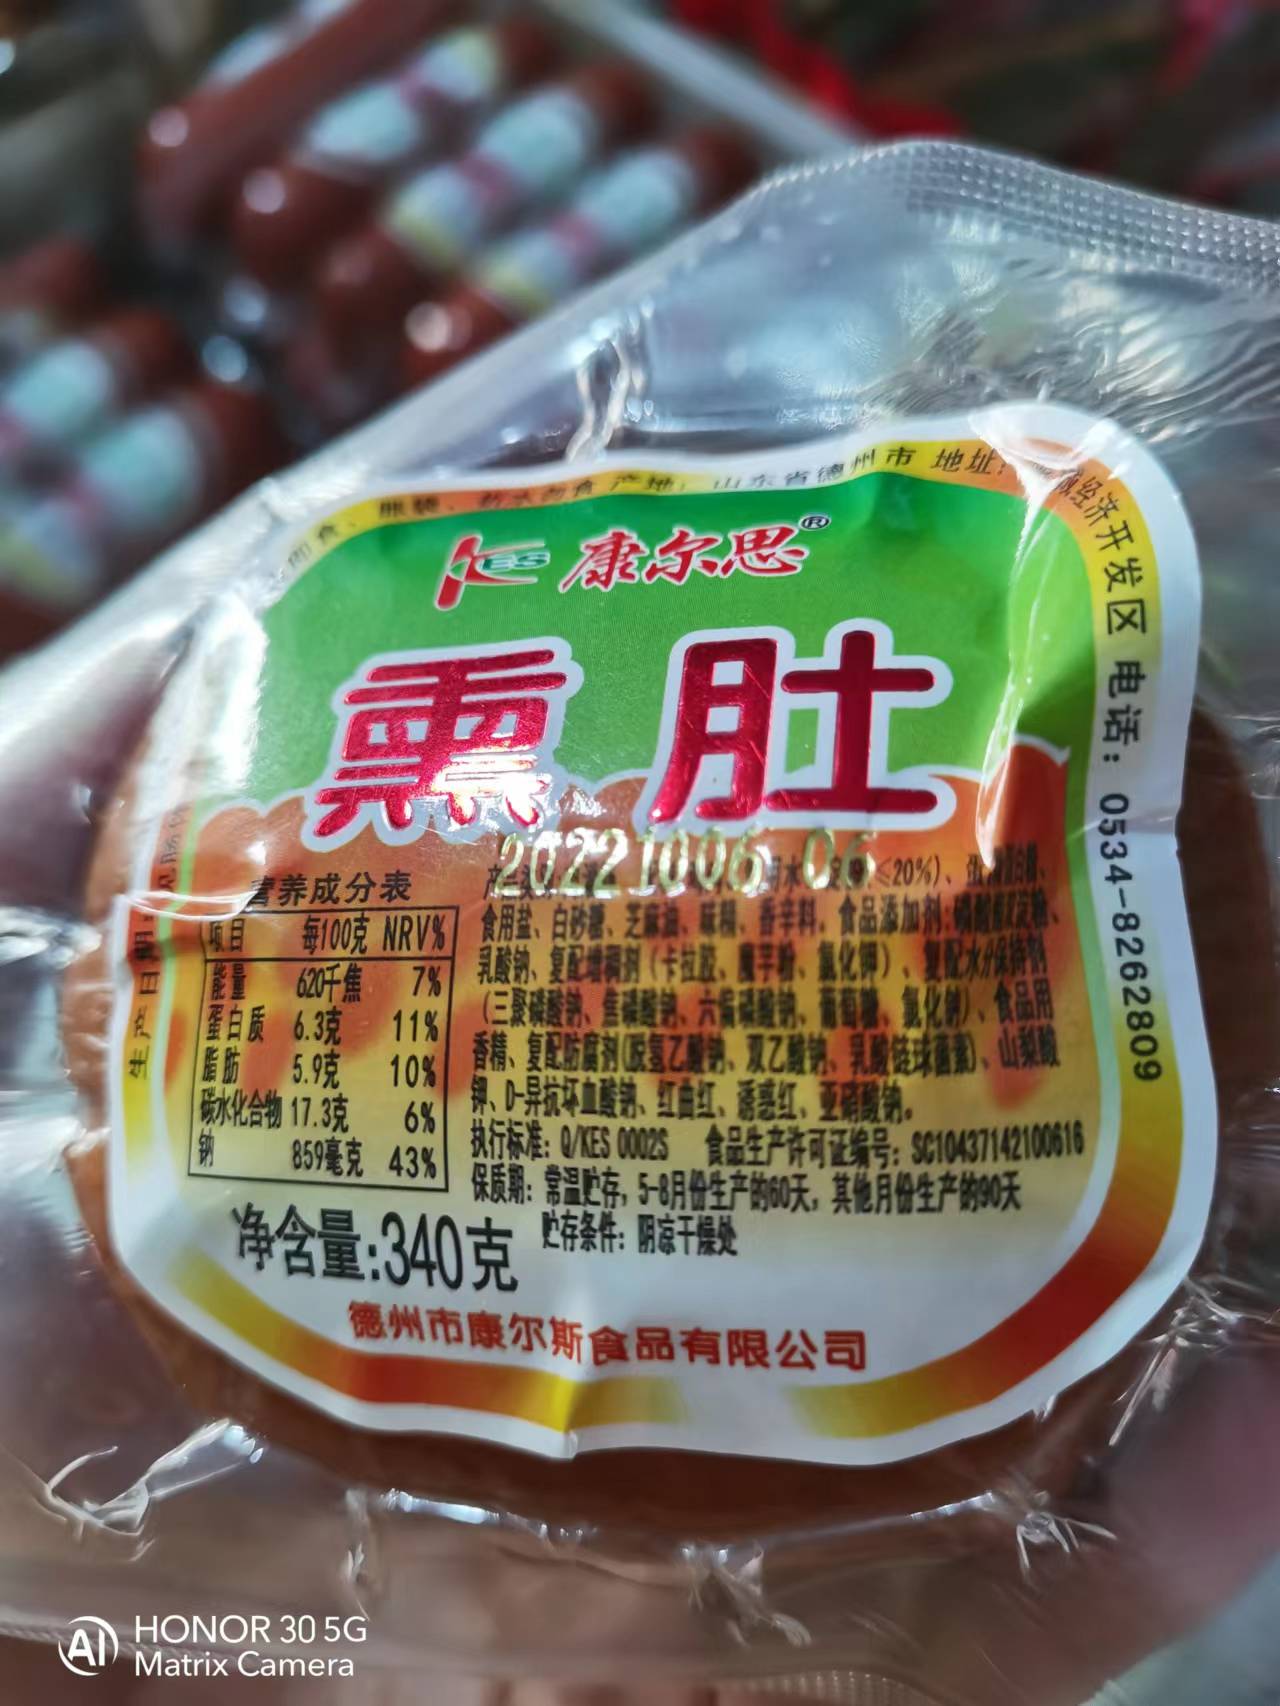 即食
产地：山东省德州市 地址：
经济开发区 电话：0534-8262809
KES 康尔思®
熏肚
20221006 06
营养成分表
项目 每100克 NRV%
能量 620千焦 7%
蛋白质 6.3克 11%
脂肪 5.9克 10%
碳水化合物 17.3克 6%
钠 859毫克 43%
≤20%)、
食用盐、白砂糖、芝麻油、味精、香辛料、食品添加剂:
乳酸钠、复配增稠剂(卡拉胶、魔芋粉、氯化钾)、复配水分保持剂
(三聚磷酸钠、焦磷酸钠、六偏磷酸钠、葡萄糖、氯化钠)、食品用
香精、复配防腐剂(脱氢乙酸钠、双乙酸钠、乳酸链球菌素)、山梨酸
钾、D-异抗坏血酸钠、红曲红、诱惑红、亚硝酸钠。
执行标准：Q/KES 0002S 食品生产许可证编号：SC10437142100616
保质期：常温贮存，5-8月份生产的60天，其他月份生产的90天
贮存条件：阴凉干燥处
净含量:340克
德州市康尔斯食品有限公司
生产日期
HONOR 30 5G
Matrix Camera